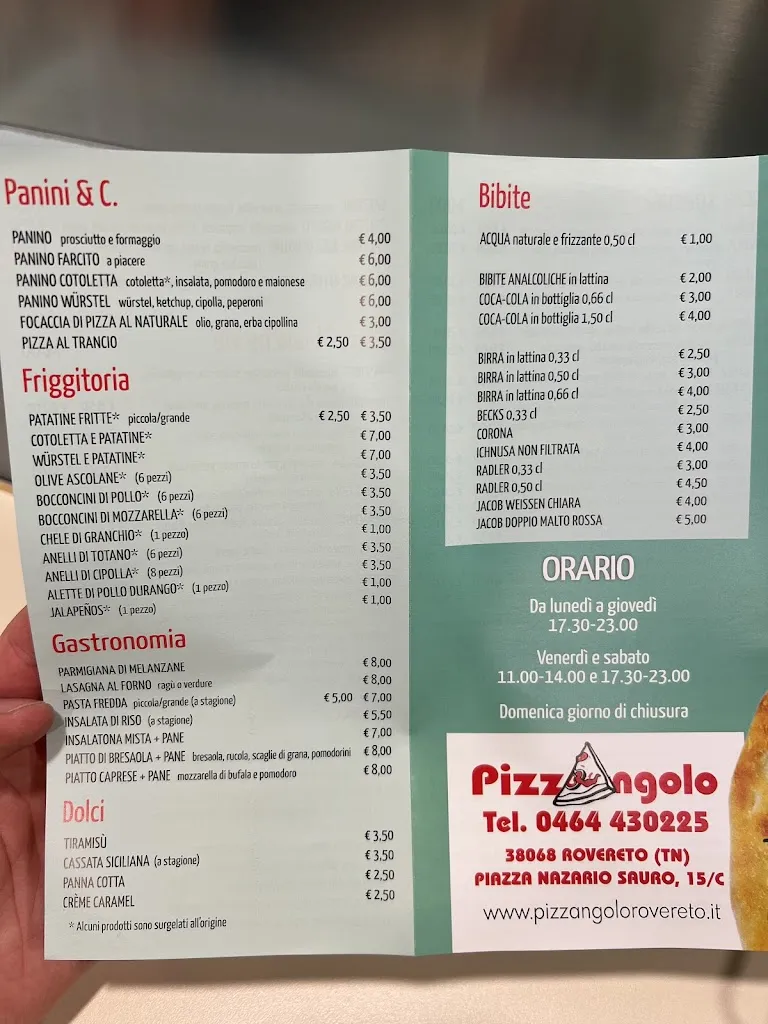 Panini & C.
PANINO prosciutto e formaggio € 4,00
PANINO FARCITO a piacere € 6,00
PANINO COTOLETTA cotoletta*, insalata, pomodoro e maionese € 6,00
PANINO WÜRSTEL würstel, ketchup, cipolla, peperoni € 6,00
FOCACCIA DI PIZZA AL NATURALE olio, grana, erba cipollina € 3,00
PIZZA AL TRANCIO € 2,50 € 3,50
Friggitoria
PATATINE FRITTE* piccola/grande € 2,50 € 3,50
COTOLETTA E PATATINE* € 7,00
WÜRSTEL E PATATINE* € 7,00
OLIVE ASCOLANE* (6 pezzi) € 3,50
BOCCONCINI DI POLLO* (6 pezzi) € 3,50
BOCCONCINI DI MOZZARELLA* (6 pezzi) € 3,50
CHELE DI GRANCHIO* (1 pezzo) € 1,00
ANELLI DI TOTANO* (6 pezzi) € 3,50
ANELLI DI CIPOLLA* (8 pezzi) € 3,50
ALETTE DI POLLO DURANGO* (1 pezzo) € 1,00
JALAPEÑOS* (1 pezzo) € 1,00
Gastronomia
PARMIGIANA DI MELANZANE € 8,00
LASAGNA AL FORNO ragù o verdure € 8,00
PASTA FREDDA piccola/grande (a stagione) € 5,00 € 7,00
INSALATA DI RISO (a stagione) € 5,50
INSALATONA MISTA + PANE € 7,00
PIATTO DI BRESAOLA + PANE bresaola, rucola, scaglie di grana, pomodorini € 8,00
PIATTO CAPRESE + PANE mozzarella di bufala e pomodoro € 8,00
Dolci
TIRAMISÙ € 3,50
CASSATA SICILIANA (a stagione) € 3,50
PANNA COTTA € 2,50
CRÈME CARAMEL € 2,50
* Alcuni prodotti sono surgelati all'origine
Bibite
ACQUA naturale e frizzante 0,50 cl € 1,00
BIBITE ANALCOLICHE in lattina € 2,00
COCA-COLA in bottiglia 0,66 cl € 3,00
COCA-COLA in bottiglia 1,50 cl € 4,00
BIRRA in lattina 0,33 cl € 2,50
BIRRA in lattina 0,50 cl € 3,00
BIRRA in lattina 0,66 cl € 4,00
BECKS 0,33 cl € 2,50
CORONA € 3,00
ICHNUSA NON FILTRATA € 4,00
RADLER 0,33 cl € 3,00
RADLER 0,50 cl € 4,50
JACOB WEISSEN CHIARA € 4,00
JACOB DOPPIO MALTO ROSSA € 5,00
ORARIO
Da lunedì a giovedì
17.30-23.00
Venerdì e sabato
11.00-14.00 e 17.30-23.00
Domenica giorno di chiusura
PizzAngolo
Tel. 0464 430225
38068 ROVERETO (TN)
PIAZZA NAZARIO SAURO, 15/C
www.pizzangolorovereto.it